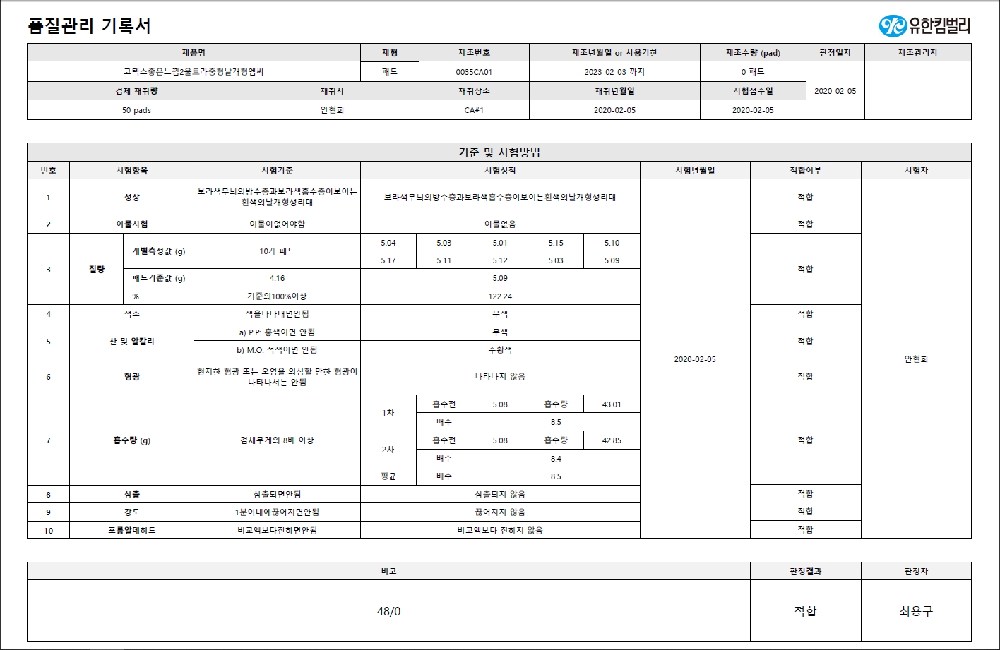 품질관리 기록서
유한킴벌리
제품명 제형 제조번호 제조년월일 or 사용기한 제조수량 (pad) 판정일자 제조관리자
코텍스좋은느낌2울트라중형날개형엠씨 패드 0035CA01 2023-02-03 까지 0 패드
검체 채취량 채취자 채취장소 채취년월일 시험접수일
2020-02-05
50 pads 안현희 CA#1 2020-02-05 2020-02-05
기준 및 시험방법
번호 시험항목 시험기준 시험성적 시험년월일 적합여부 시험자
1 성상 보라색무늬의방수층과보라색흡수층이보이는
흰색의날개형생리대
보라색무늬의방수층과보라색흡수층이보이는흰색의날개형생리대 적합
2 이물시험 이물이없어야함 이물없음 적합
3 질량 개별측정값 (g) 10개 패드
5.04 5.03 5.01 5.15 5.10
5.17 5.11 5.12 5.03 5.09
적합
패드기준값 (g) 4.16 5.09
% 기준의100%이상 122.24
4 색소 색을나타내면안됨 무색 적합
5 산 및 알칼리 a) P.P: 홍색이면 안됨 무색 적합
b) M.O: 적색이면 안됨 주황색
2020-02-05 안현희
6 형광 현저한 형광 또는 오염을 의심할 만한 형광이
나타나서는 안됨
나타나지 않음 적합
7 흡수량 (g) 검체무게의 8배 이상 적합
1차 흡수전 5.08 흡수량 43.01
배수 8.5
2차 흡수전 5.08 흡수량 42.85
배수 8.4
평균 배수 8.5
8 삼출 삼출되면안됨 삼출되지 않음 적합
9 강도 1분이내에끊어지면안됨 끊어지지 않음 적합
10 포름알데히드 비교액보다진하면안됨 비교액보다 진하지 않음 적합
비고 판정결과 판정자
48/0 적합 최용구